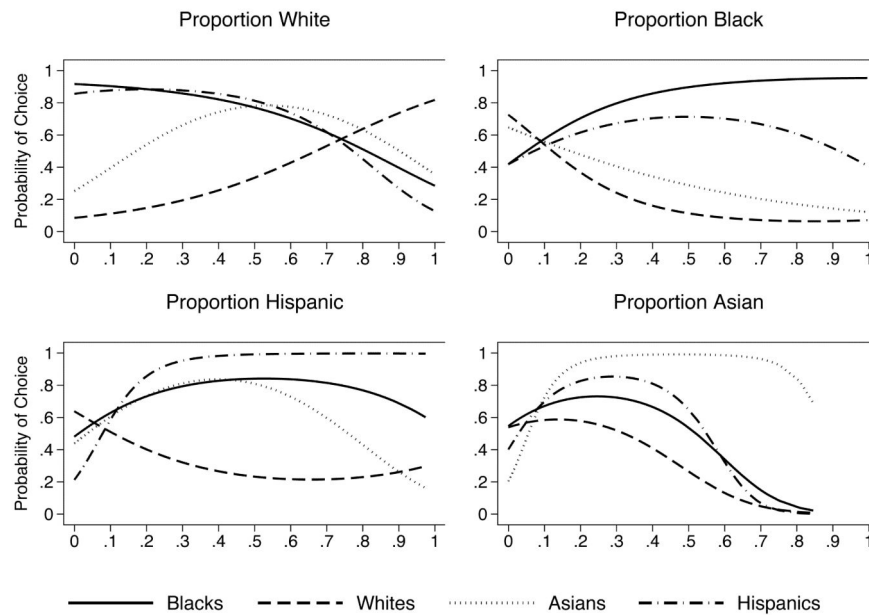 Proportion White
Proportion Black
Probability of Choice
1
.8
.6
.4
.2
0
0 .1 .2 .3 .4 .5 .6 .7 .8 .9 1
1
.8
.6
.4
.2
0
0 .1 .2 .3 .4 .5 .6 .7 .8 .9 1
Proportion Hispanic
Proportion Asian
Probability of Choice
1
.8
.6
.4
.2
0
0 .1 .2 .3 .4 .5 .6 .7 .8 .9 1
1
.8
.6
.4
.2
0
0 .1 .2 .3 .4 .5 .6 .7 .8 .9 1
Blacks Whites Asians Hispanics